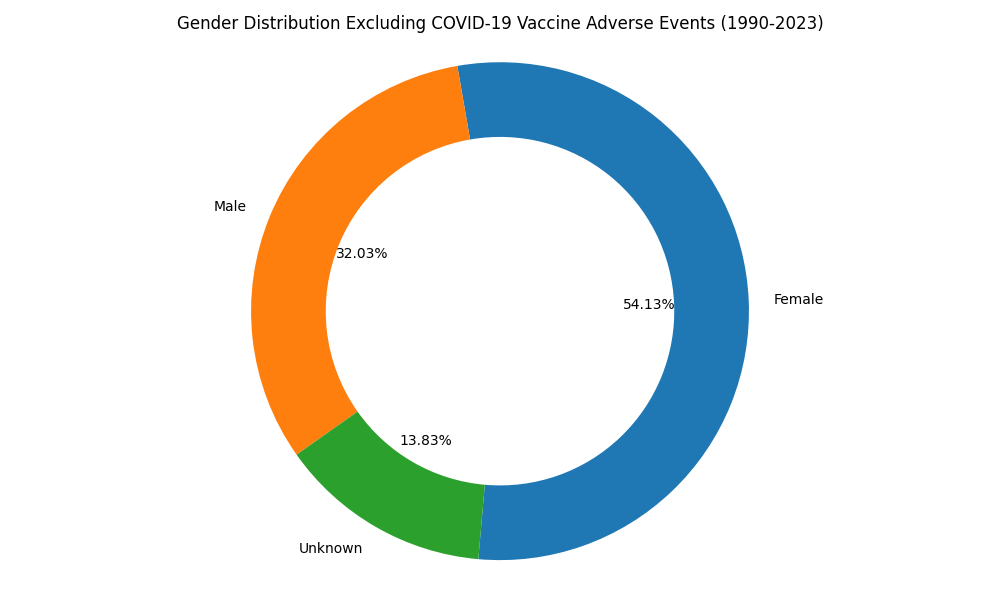 Gender Distribution Excluding COVID-19 Vaccine Adverse Events (1990-2023)
Male
32.03%
54.13%
Female
13.83%
Unknown